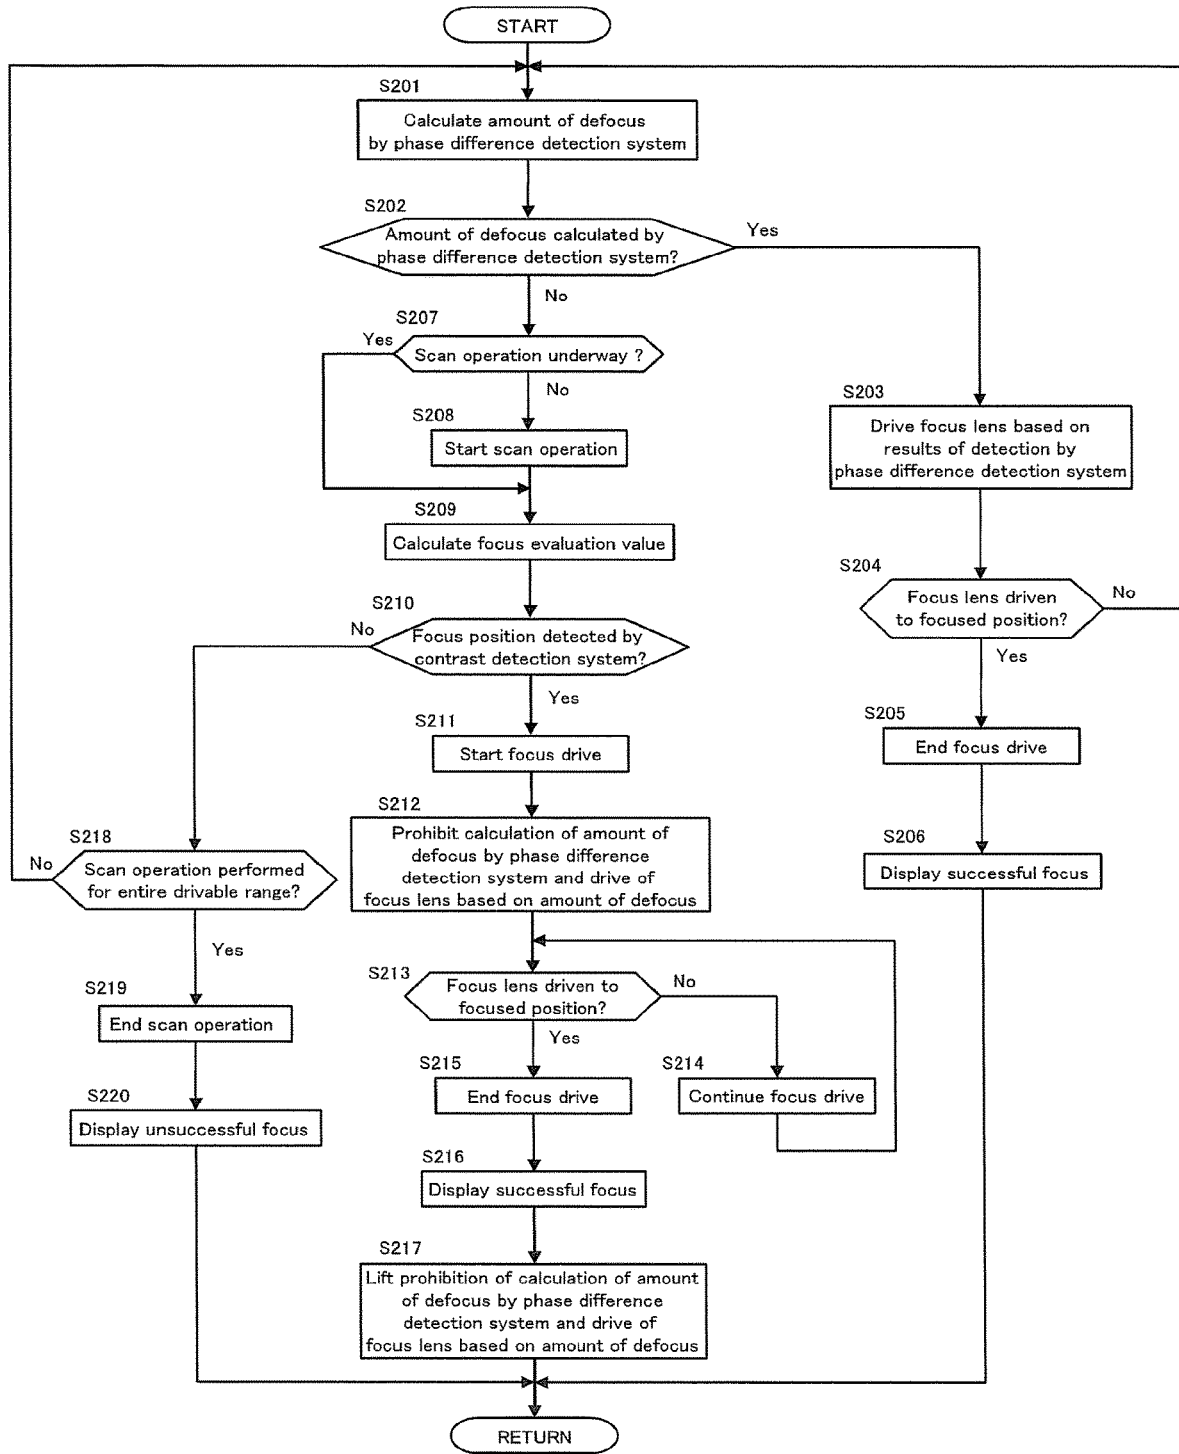 START
S201
Calculate amount of defocus
by phase difference detection system
S202
Amount of defocus calculated by
phase difference detection system?
Yes
No
S207
Yes
Scan operation underway ?
No
S208
Start scan operation
S209
Calculate focus evaluation value
S210
No
Focus position detected by
contrast detection system?
Yes
S211
Start focus drive
S212
Prohibit calculation of amount of
defocus by phase difference
detection system and drive of
focus lens based on amount of defocus
S213
Focus lens driven to
focused position?
No
Yes
S214
Continue focus drive
S215
End focus drive
S216
Display successful focus
S217
Lift prohibition of calculation of amount
of defocus by phase difference
detection system and drive of
focus lens based on amount of defocus
S203
Drive focus lens based on
results of detection by
phase difference detection system
S204
Focus lens driven
to focused position?
No
Yes
S205
End focus drive
S206
Display successful focus
S218
No
Scan operation performed
for entire drivable range?
Yes
S219
End scan operation
S220
Display unsuccessful focus
RETURN